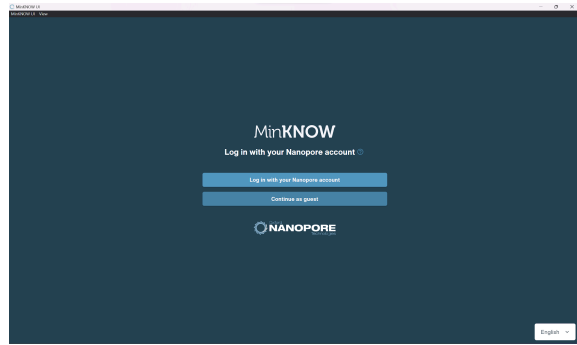 MinKNOW UI
MinKNOW UI View
MinKNOW
Log in with your Nanopore account
Log in with your Nanopore account
Continue as guest
NANOPORE
English